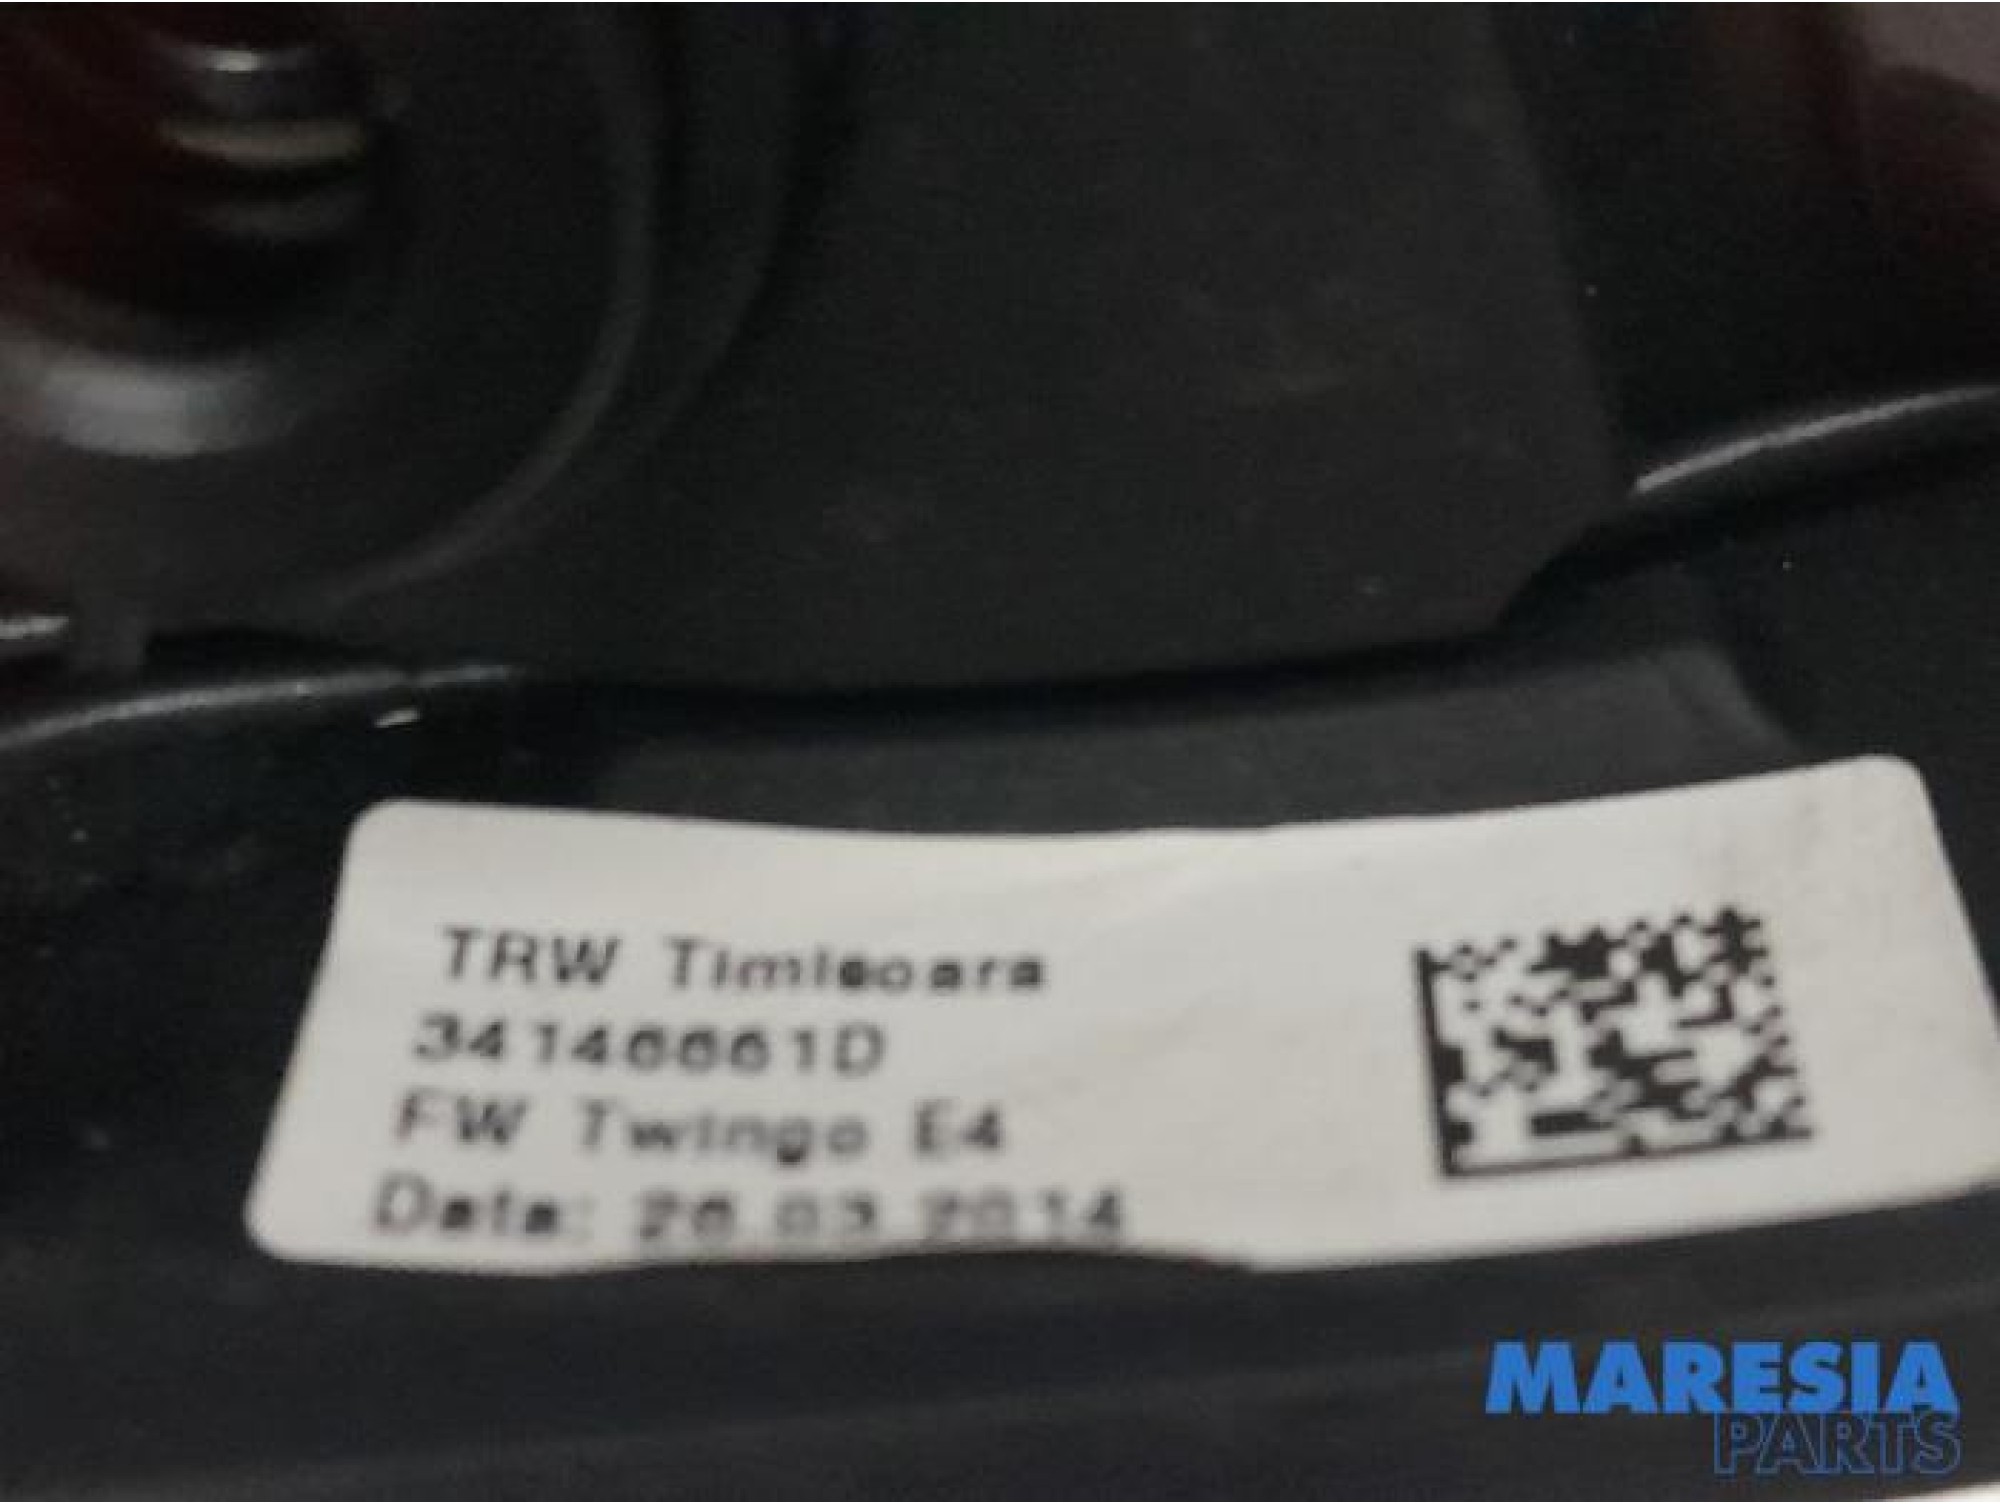 TRW Timisoara
34146661D
FW Twingo E4
Data: 26.03.2014
MARESIA
PARTS